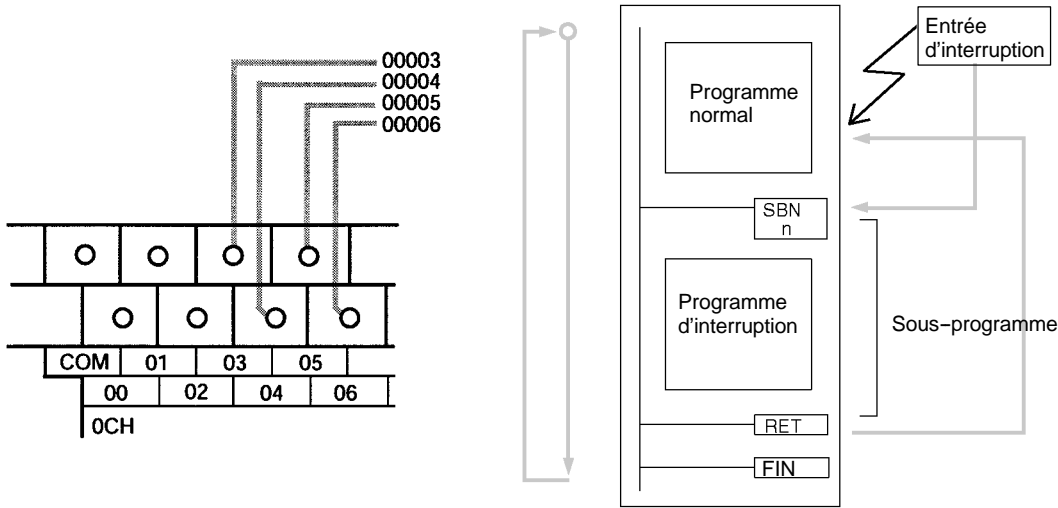 00003
00004
00005
00006
COM 01 03 05
00 02 04 06
0CH
Entrée
d'interruption
Programme
normal
SBN
n
Programme
d'interruption
Sous-programme
RET
FIN